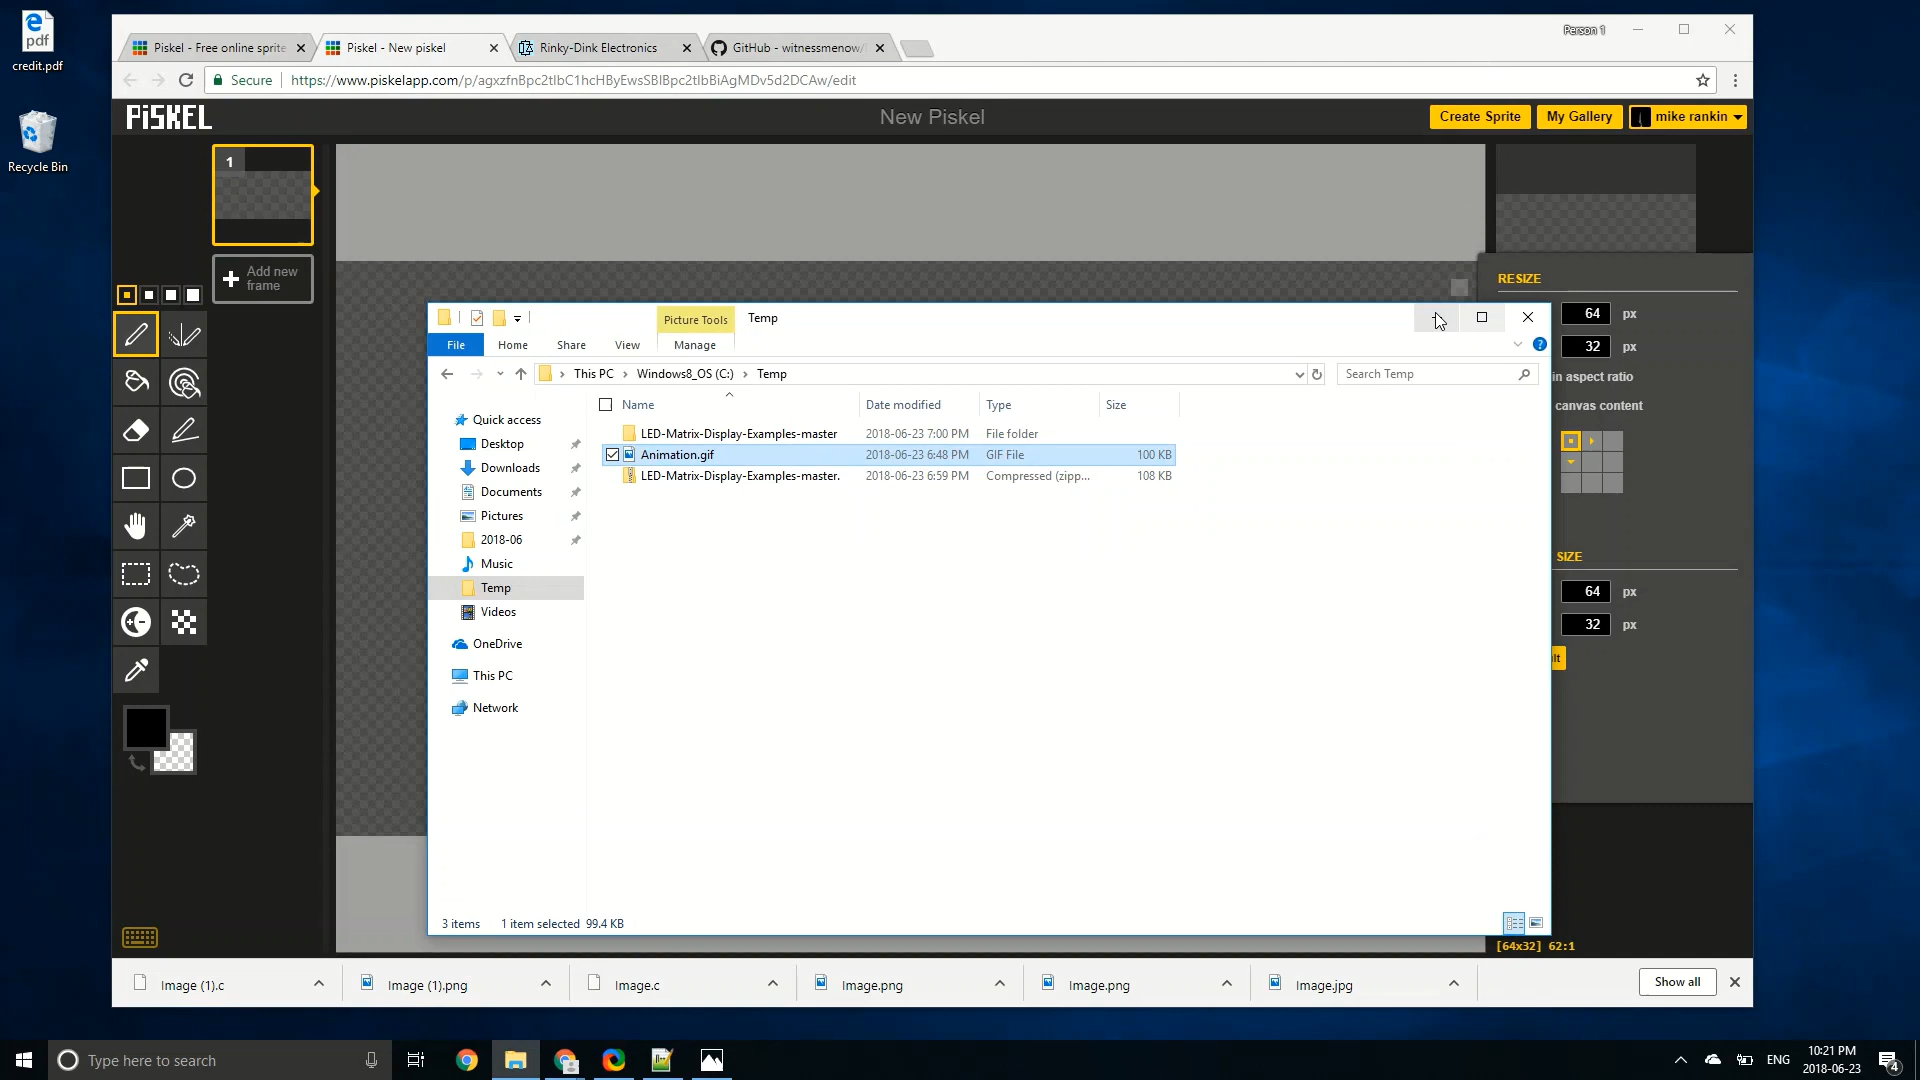 credit.pdf
Recycle Bin
Piskel - Free online sprite
Piskel - New piskel
Rinky-Dink Electronics
GitHub - witnessmenow/
Person 1
Secure
https://www.piskelapp.com/p/agxzfnBpc2tlbC1hcHByEwsSBlBpc2tlbBiAgMDv5d2DCAw/edit
PiSKEL
New Piskel
Create Sprite
My Gallery
mike rankin
1
Add new
frame
RESIZE
64 px
32 px
in aspect ratio
canvas content
SIZE
64 px
32 px
[64x32] 62:1
Picture Tools
Temp
File
Home
Share
View
Manage
This PC
Windows8_OS (C:)
Temp
Search Temp
Name
Date modified
Type
Size
LED-Matrix-Display-Examples-master 2018-06-23 7:00 PM File folder
Animation.gif 2018-06-23 6:48 PM GIF File 100 KB
LED-Matrix-Display-Examples-master. 2018-06-23 6:59 PM Compressed (zipp... 108 KB
Quick access
Desktop
Downloads
Documents
Pictures
2018-06
Music
Temp
Videos
OneDrive
This PC
Network
3 items
1 item selected 99.4 KB
Image (1).c
Image (1).png
Image.c
Image.png
Image.png
Image.jpg
Show all
Type here to search
ENG
10:21 PM
2018-06-23
4